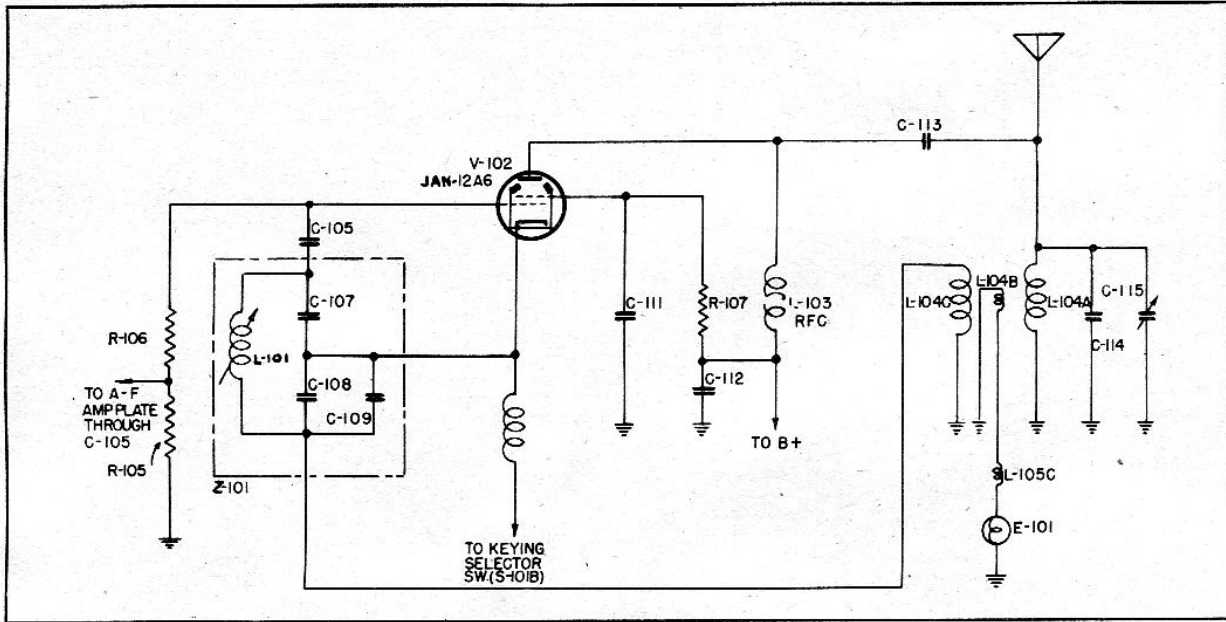 C-113
V-102
JAN-12A6
C-105
C-107
L-101
R-106
C-108
C-109
TO A-F
AMP PLATE
THROUGH
C-105
R-105
Z-101
C-111
R-107
L-103
RFC
C-112
TO B+
L-104C
L-104B
L-104A
C-115
C-114
L-105C
E-101
TO KEYING
SELECTOR
SW.(S-101B)